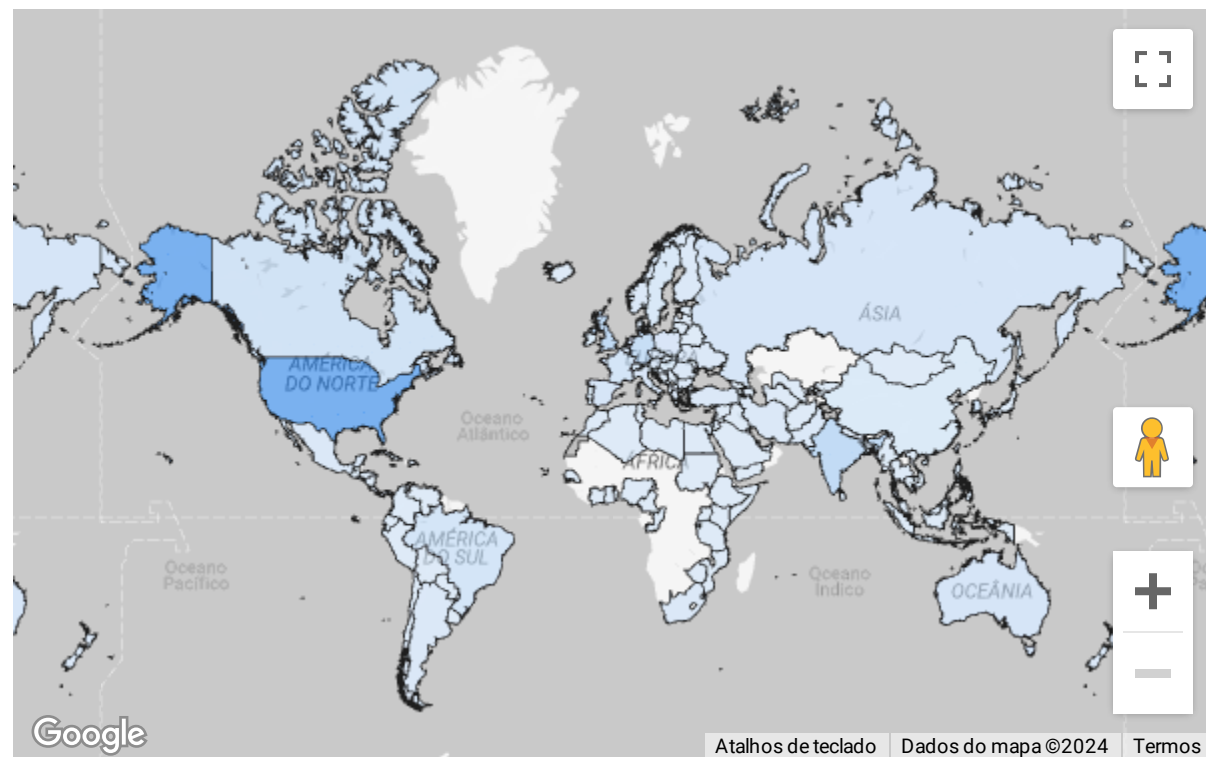 ÁSIA
AMÉRICA
DO NORTE
EUROPA
Oceano
Atlântico
ÁFRICA
AMÉRICA
DO SUL
Oceano
Pacífico
Oceano
Índico
OCEÂNIA
Google
Atalhos de teclado
Dados do mapa ©2024
Termos